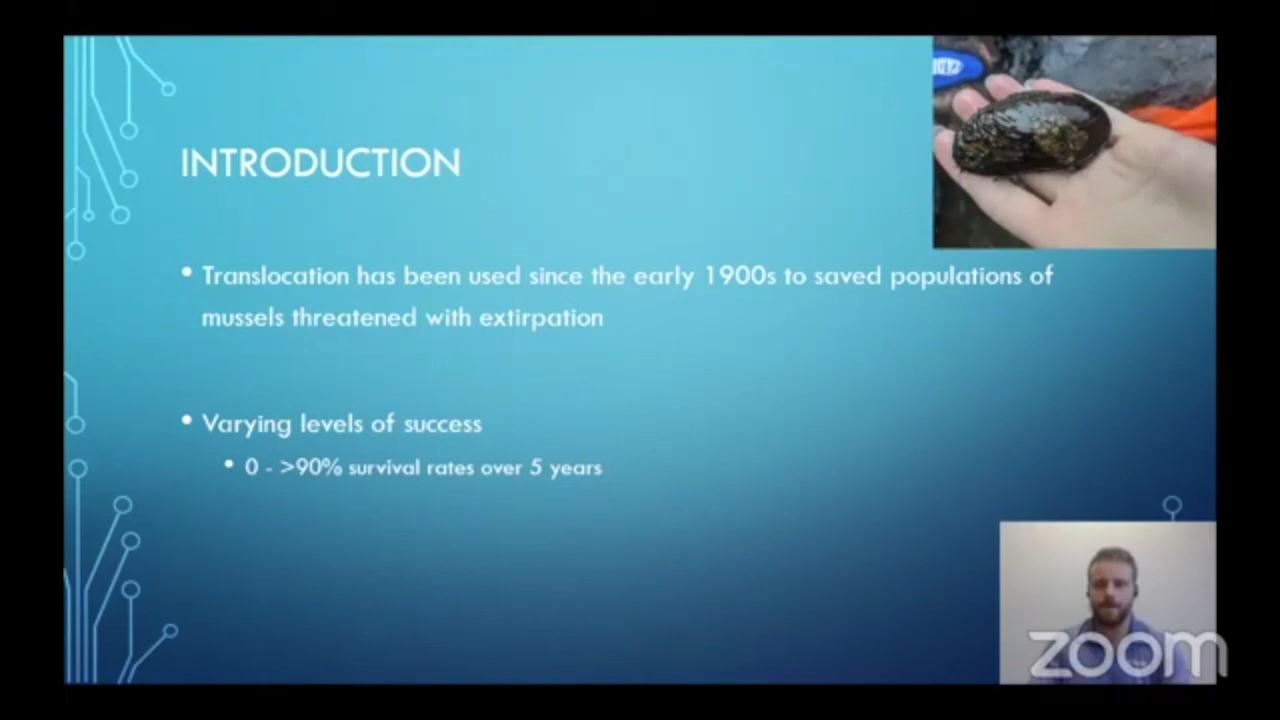 INTRODUCTION
• Translocation has been used since the early 1900s to saved populations of
mussels threatened with extirpation
• Varying levels of success
• 0 - >90% survival rates over 5 years
zoom